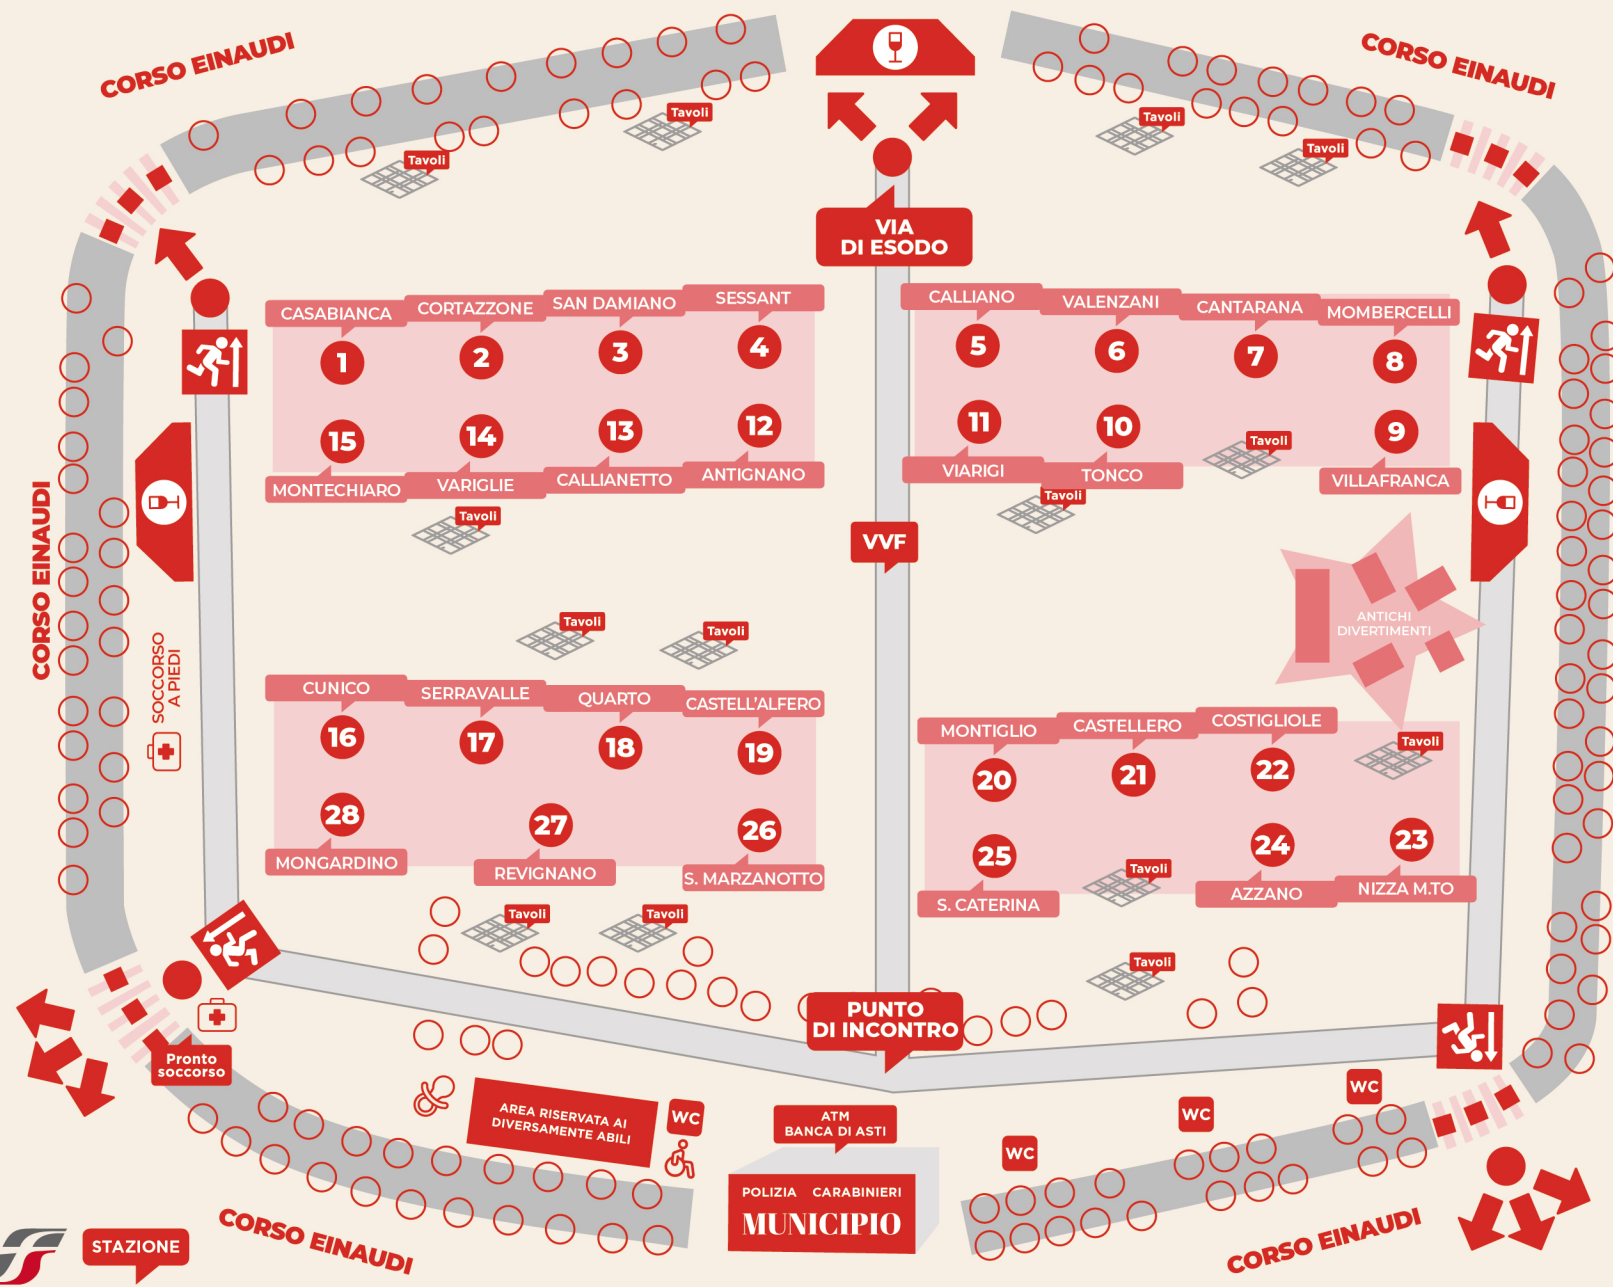 CORSO EINAUDI
CORSO EINAUDI
Tavoli
Tavoli
Tavoli
Tavoli
VIA
DI ESODO
CASABIANCA
CORTAZZONE
SAN DAMIANO
SESSANT
CALLIANO
VALENZANI
CANTARANA
MOMBERCELLI
1
2
3
4
5
6
7
8
15
14
13
12
11
10
Tavoli
9
MONTECHIARO
VARIGLIE
CALLIANETTO
ANTIGNANO
VIARIGI
TONCO
VILLAFRANCA
Tavoli
Tavoli
VVF
CORSO EINAUDI
ANTICHI
DIVERTIMENTI
Tavoli
Tavoli
SOCCORSO
A PIEDI
CUNICO
SERRAVALLE
QUARTO
CASTELL'ALFERO
MONTIGLIO
CASTELLERO
COSTIGLIOLE
Tavoli
16
17
18
19
20
21
22
28
27
26
25
24
23
MONGARDINO
REVIGNANO
S. MARZANOTTO
S. CATERINA
Tavoli
AZZANO
NIZZA M.TO
Tavoli
Tavoli
Tavoli
PUNTO
DI INCONTRO
Pronto
soccorso
AREA RISERVATA AI
DIVERSAMENTE ABILI
WC
ATM
BANCA DI ASTI
WC
WC
WC
POLIZIA CARABINIERI
MUNICIPIO
CORSO EINAUDI
CORSO EINAUDI
STAZIONE